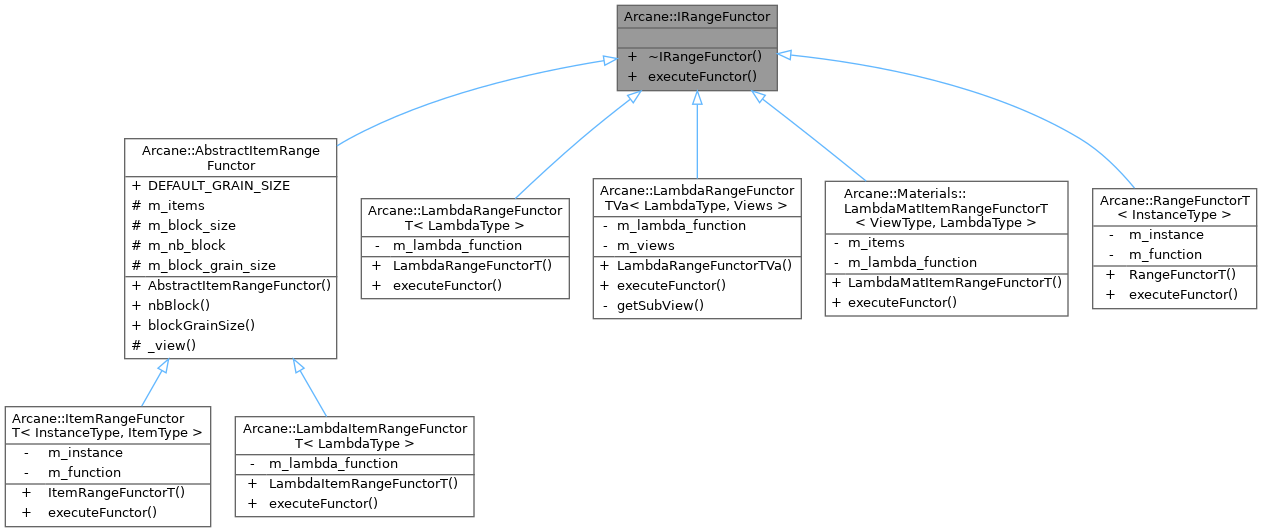 Arcane::IRangeFunctor
+ ~IRangeFunctor()
+ executeFunctor()
Arcane::AbstractItemRange
Functor
+ DEFAULT_GRAIN_SIZE
# m_items
# m_block_size
# m_nb_block
# m_block_grain_size
+ AbstractItemRangeFunctor()
+ nbBlock()
+ blockGrainSize()
# _view()
Arcane::LambdaRangeFunctor
T< LambdaType >
- m_lambda_function
+ LambdaRangeFunctorT()
+ executeFunctor()
Arcane::LambdaRangeFunctor
TVa< LambdaType, Views >
- m_lambda_function
- m_views
+ LambdaRangeFunctorTVa()
+ executeFunctor()
- getSubView()
Arcane::Materials::
LambdaMatItemRangeFunctorT
< ViewType, LambdaType >
- m_items
- m_lambda_function
+ LambdaMatItemRangeFunctorT()
+ executeFunctor()
Arcane::RangeFunctorT
< InstanceType >
- m_instance
- m_function
+ RangeFunctorT()
+ executeFunctor()
Arcane::ItemRangeFunctor
T< InstanceType, ItemType >
- m_instance
- m_function
+ ItemRangeFunctorT()
+ executeFunctor()
Arcane::LambdaItemRangeFunctor
T< LambdaType >
- m_lambda_function
+ LambdaItemRangeFunctorT()
+ executeFunctor()